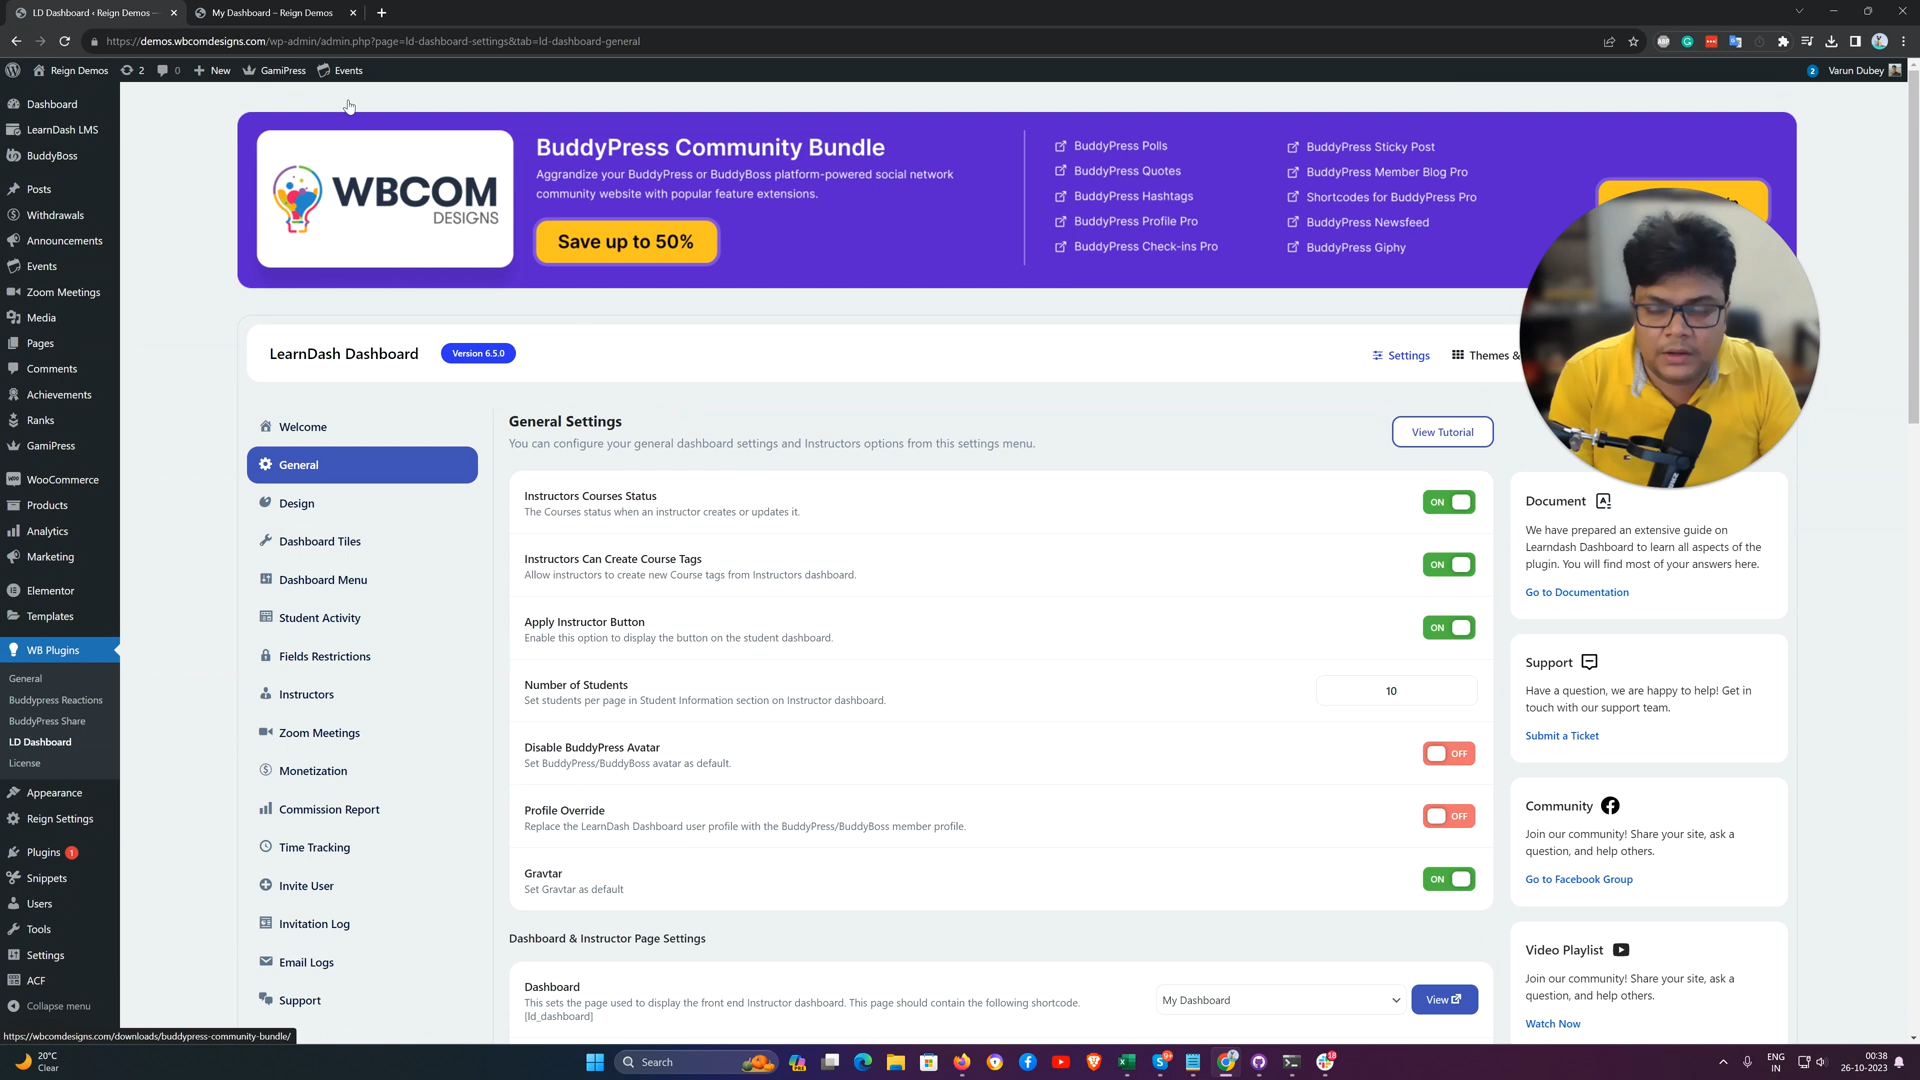 LD Dashboard ‹ Reign Demos —
My Dashboard – Reign Demos
https://demos.wbcomdesigns.com/wp-admin/admin.php?page=ld-dashboard-settings&tab=ld-dashboard-general
Reign Demos
2
0
New
GamiPress
Events
2
Varun Dubey
Dashboard
LearnDash LMS
BuddyBoss
Posts
Withdrawals
Announcements
Events
Zoom Meetings
Media
Pages
Comments
Achievements
Ranks
GamiPress
WooCommerce
Products
Analytics
Marketing
Elementor
Templates
WB Plugins
General
Buddypress Reactions
BuddyPress Share
LD Dashboard
License
Appearance
Reign Settings
Plugins 1
Snippets
Users
Tools
Settings
ACF
Collapse menu
WBCOM
DESIGNS
BuddyPress Community Bundle
Aggrandize your BuddyPress or BuddyBoss platform-powered social network
community website with popular feature extensions.
Save up to 50%
BuddyPress Polls
BuddyPress Quotes
BuddyPress Hashtags
BuddyPress Profile Pro
BuddyPress Check-ins Pro
BuddyPress Sticky Post
BuddyPress Member Blog Pro
Shortcodes for BuddyPress Pro
BuddyPress Newsfeed
BuddyPress Giphy
LearnDash Dashboard
Version 6.5.0
Settings
Themes &
Welcome
General
Design
Dashboard Tiles
Dashboard Menu
Student Activity
Fields Restrictions
Instructors
Zoom Meetings
Monetization
Commission Report
Time Tracking
Invite User
Invitation Log
Email Logs
Support
General Settings
You can configure your general dashboard settings and Instructors options from this settings menu.
View Tutorial
Instructors Courses Status
The Courses status when an instructor creates or updates it.
ON
Instructors Can Create Course Tags
Allow instructors to create new Course tags from Instructors dashboard.
ON
Apply Instructor Button
Enable this option to display the button on the student dashboard.
ON
Number of Students
Set students per page in Student Information section on Instructor dashboard.
10
Disable BuddyPress Avatar
Set BuddyPress/BuddyBoss avatar as default.
OFF
Profile Override
Replace the LearnDash Dashboard user profile with the BuddyPress/BuddyBoss member profile.
OFF
Gravtar
Set Gravtar as default
ON
Dashboard & Instructor Page Settings
Dashboard
This sets the page used to display the front end Instructor dashboard. This page should contain the following shortcode.
[ld_dashboard]
My Dashboard
View
Document
We have prepared an extensive guide on
Learndash Dashboard to learn all aspects of the
plugin. You will find most of your answers here.
Go to Documentation
Support
Have a question, we are happy to help! Get in
touch with our support team.
Submit a Ticket
Community
Join our community! Share your site, ask a
question, and help others.
Go to Facebook Group
Video Playlist
Join our community! Share your site, ask a
question, and help others.
Watch Now
https://wbcomdesigns.com/downloads/buddypress-community-bundle/
20°C
Clear
Search
9+
18
ENG
IN
00:38
26-10-2023